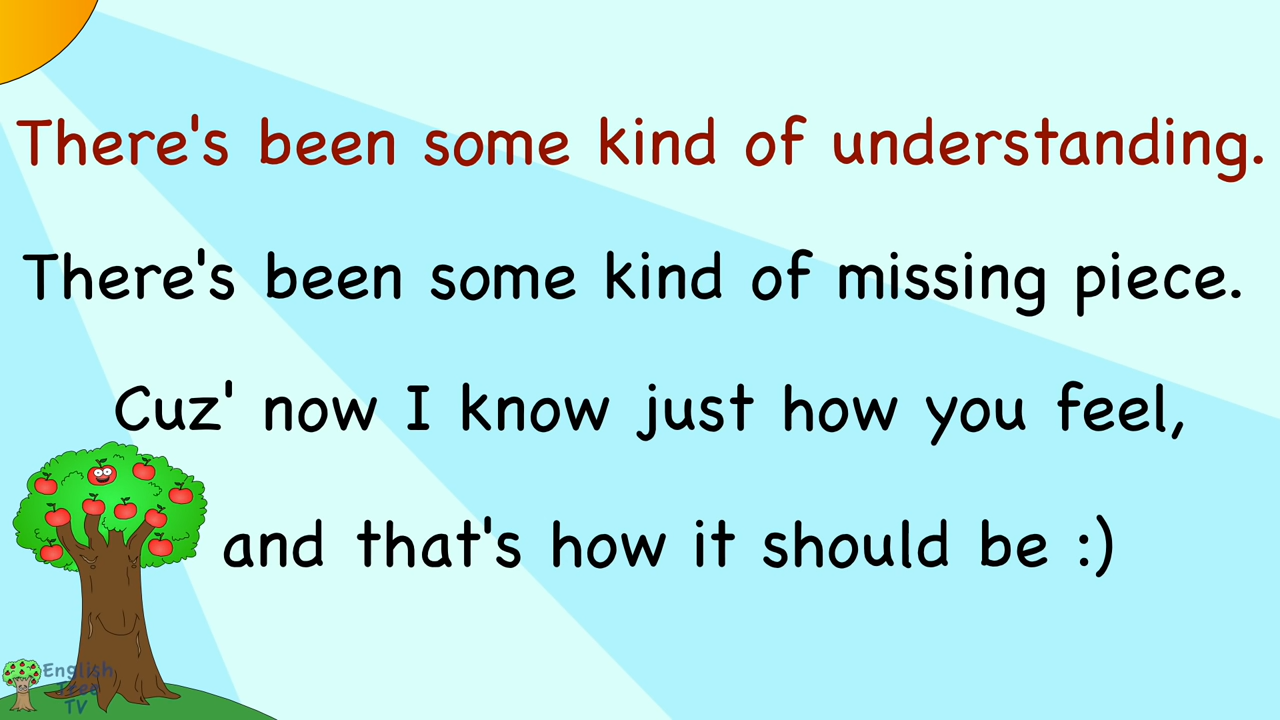 There's been some kind of understanding.
There's been some kind of missing piece.
Cuz' now I know just how you feel,
and that's how it should be :)
English
Tree
TV